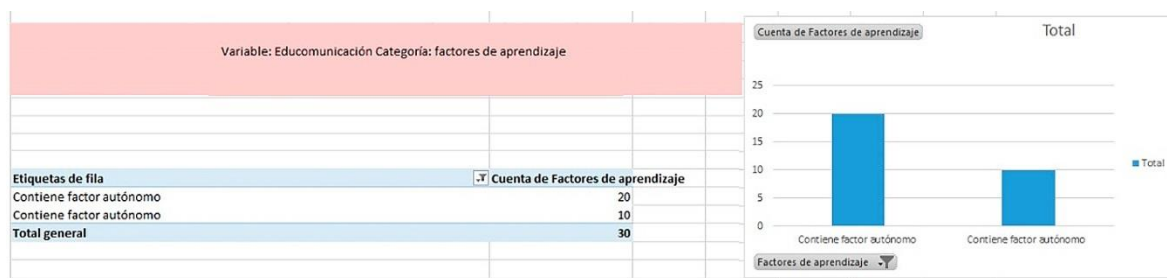 Variable: Educomunicación Categoría: factores de aprendizaje
Etiquetas de fila Cuenta de Factores de aprendizaje
Contiene factor autónomo 20
Contiene factor autónomo 10
Total general 30
Cuenta de Factores de aprendizaje
Total
25
20
15
10
5
0
Contiene factor autónomo Contiene factor autónomo
Total
Factores de aprendizaje